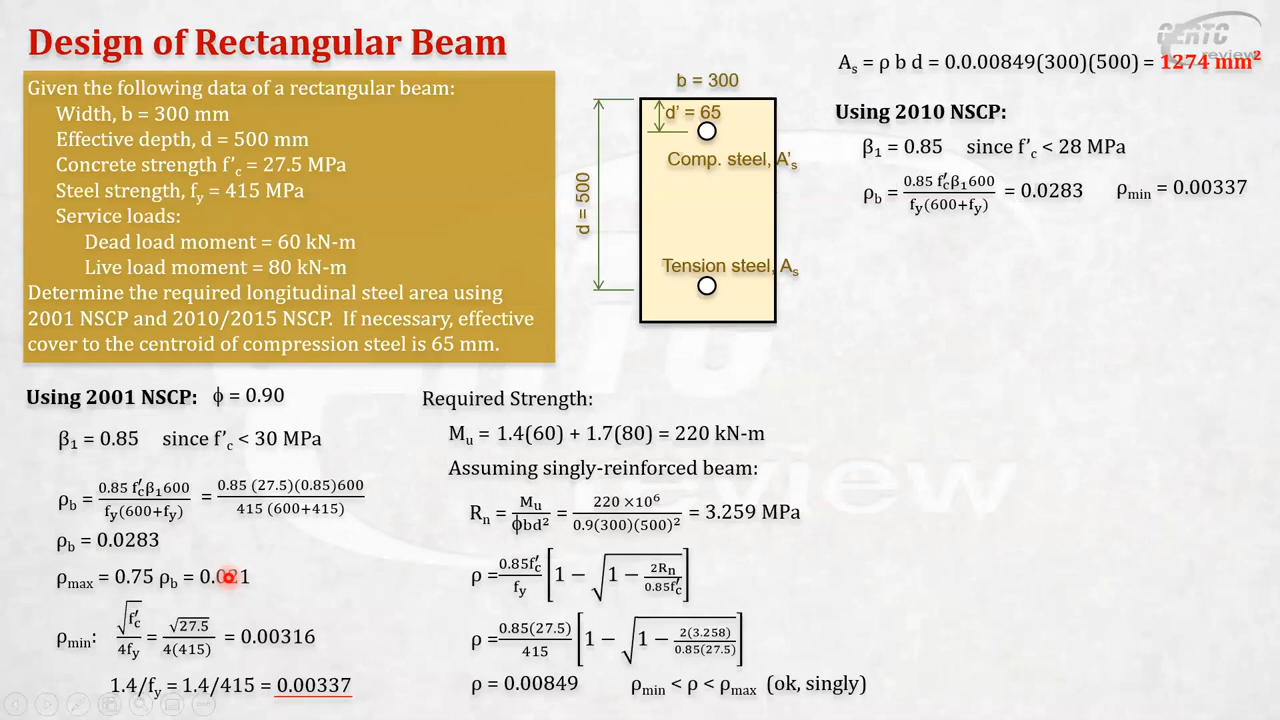 Design of Rectangular Beam
Given the following data of a rectangular beam:
Width, b = 300 mm
Effective depth, d = 500 mm
Concrete strength f'c = 27.5 MPa
Steel strength, fy = 415 MPa
Service loads:
Dead load moment = 60 kN-m
Live load moment = 80 kN-m
Determine the required longitudinal steel area using
2001 NSCP and 2010/2015 NSCP. If necessary, effective
cover to the centroid of compression steel is 65 mm.
b = 300
d' = 65
Comp. steel, A's
d = 500
Tension steel, As
Using 2001 NSCP: ϕ = 0.90
β1 = 0.85 since f'c < 30 MPa
ρb = 0.85 f'c β1 600 / fy(600+fy) = 0.85 (27.5)(0.85)600 / 415 (600+415)
ρb = 0.0283
ρmax = 0.75 ρb = 0.021
ρmin: √f'c / 4fy = √27.5 / 4(415) = 0.00316
1.4/fy = 1.4/415 = 0.00337
Required Strength:
Mu = 1.4(60) + 1.7(80) = 220 kN-m
Assuming singly-reinforced beam:
Rn = Mu / ϕbd² = 220 ×10⁶ / 0.9(300)(500)² = 3.259 MPa
ρ = 0.85f'c / fy [1 − √(1 − 2Rn / 0.85f'c)]
ρ = 0.85(27.5) / 415 [1 − √(1 − 2(3.258) / 0.85(27.5))]
ρ = 0.00849 ρmin < ρ < ρmax (ok, singly)
CERTC
review
As = ρ b d = 0.0.00849(300)(500) = 1274 mm²
Using 2010 NSCP:
β1 = 0.85 since f'c < 28 MPa
ρb = 0.85 f'c β1 600 / fy(600+fy) = 0.0283 ρmin = 0.00337
review